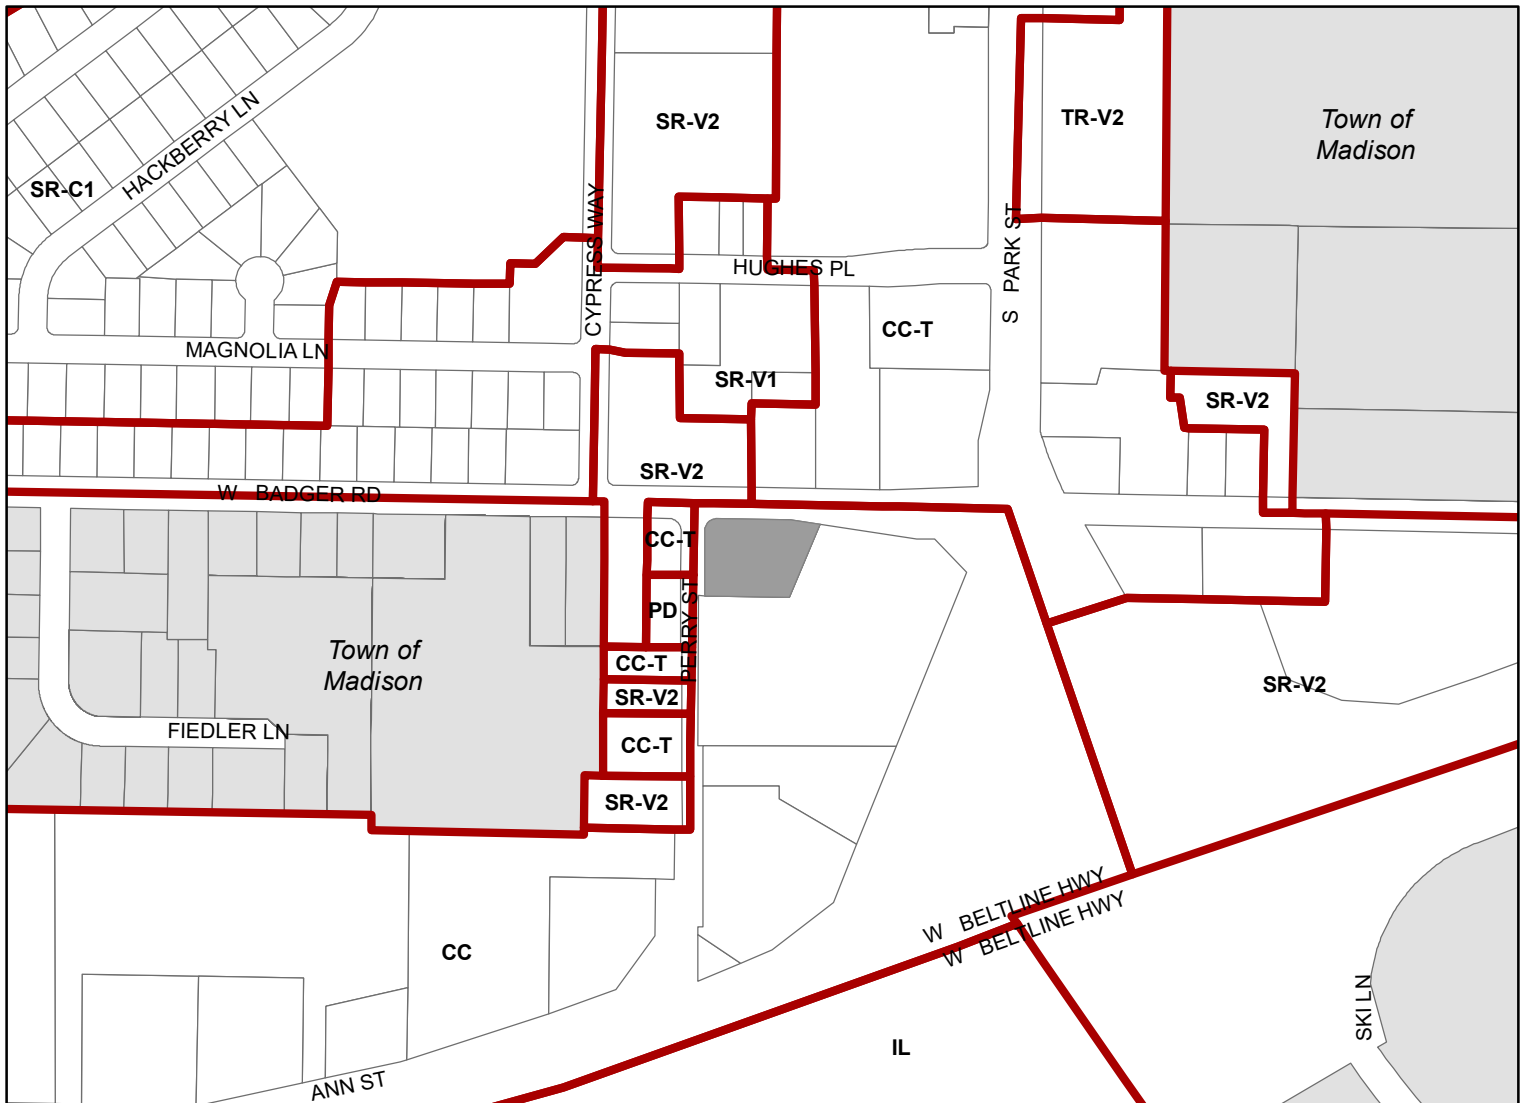 SR-V2
TR-V2
Town of
Madison
HACKBERRY LN
SR-C1
CYPRESS WAY
S PARK ST
HUGHES PL
CC-T
MAGNOLIA LN
SR-V1
SR-V2
SR-V2
W BADGER RD
CC-T
PD
PERRY ST
Town of
Madison
CC-T
SR-V2
SR-V2
FIEDLER LN
CC-T
SR-V2
W BELTLINE HWY
W BELTLINE HWY
CC
SKI LN
IL
ANN ST